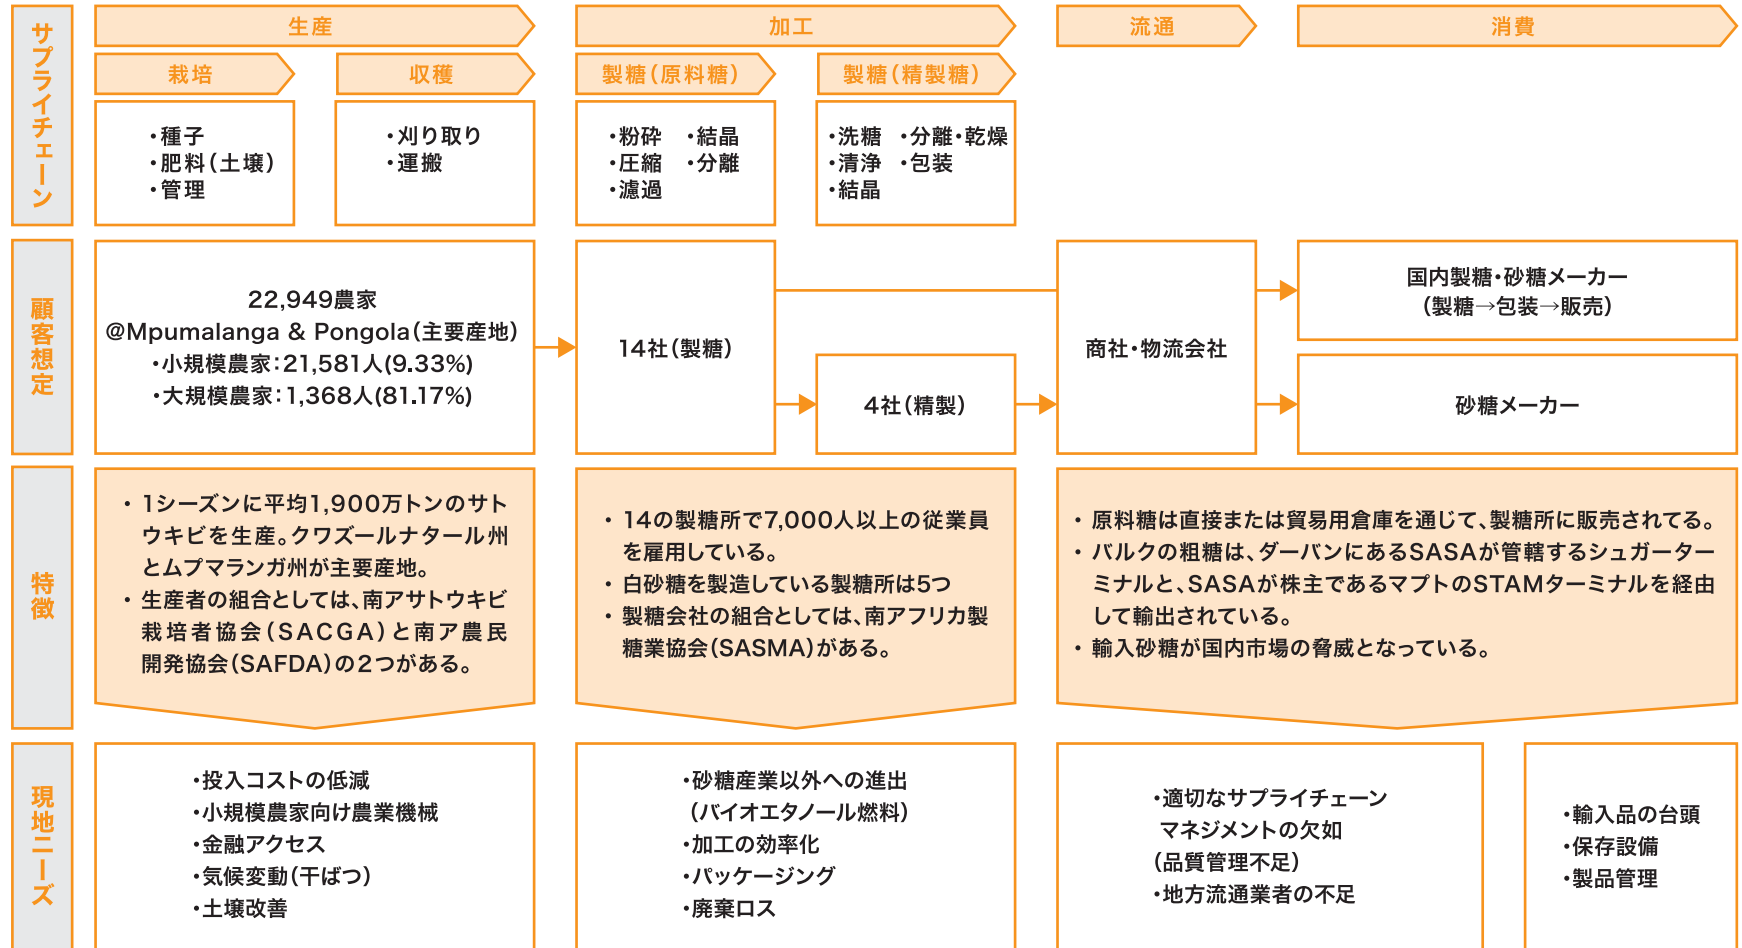 サプライチェーン
生産
加工
流通
消費
栽培
収穫
製糖(原料糖)
製糖(精製糖)
・種子
・肥料(土壌)
・管理
・刈り取り
・運搬
・粉砕 ・結晶
・圧縮 ・分離
・濾過
・洗糖 ・分離・乾燥
・清浄 ・包装
・結晶
顧客想定
22,949農家
@Mpumalanga & Pongola(主要産地)
・小規模農家:21,581人(9.33%)
・大規模農家:1,368人(81.17%)
14社(製糖)
4社(精製)
商社・物流会社
国内製糖・砂糖メーカー
(製糖→包装→販売)
砂糖メーカー
特徴
・ 1シーズンに平均1,900万トンのサト
ウキビを生産。クワズールナタール州
とムプマランガ州が主要産地。
・ 生産者の組合としては、南アサトウキビ
栽培者協会(SACGA)と南ア農民
開発協会(SAFDA)の2つがある。
・ 14の製糖所で7,000人以上の従業員
を雇用している。
・ 白砂糖を製造している製糖所は5つ
・ 製糖会社の組合としては、南アフリカ製
糖業協会(SASMA)がある。
・ 原料糖は直接または貿易用倉庫を通じて、製糖所に販売されてる。
・ バルクの粗糖は、ダーバンにあるSASAが管轄するシュガーター
ミナルと、SASAが株主であるマプトのSTAMターミナルを経由
して輸出されている。
・ 輸入砂糖が国内市場の脅威となっている。
現地ニーズ
・投入コストの低減
・小規模農家向け農業機械
・金融アクセス
・気候変動(干ばつ)
・土壌改善
・砂糖産業以外への進出
(バイオエタノール燃料)
・加工の効率化
・パッケージング
・廃棄ロス
・適切なサプライチェーン
マネジメントの欠如
(品質管理不足)
・地方流通業者の不足
・輸入品の台頭
・保存設備
・製品管理